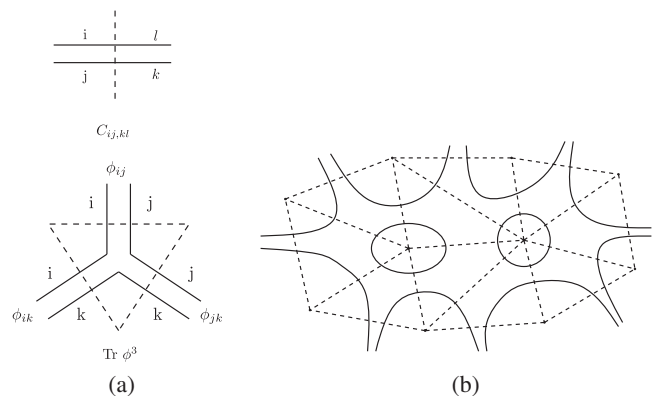 i l
j k
C_{ij,kl}
ϕ_{ij}
i j
i j
ϕ_{ik} k k ϕ_{jk}
Tr ϕ^3
(a) (b)